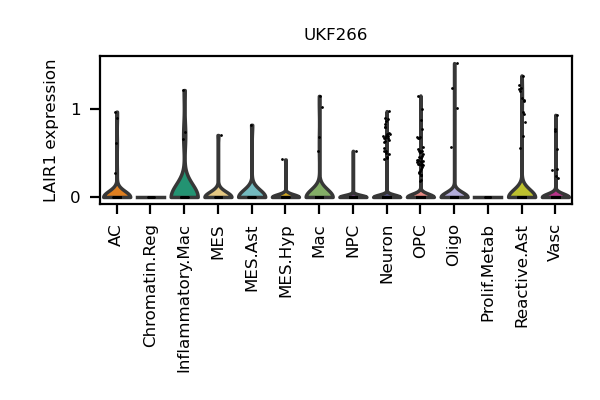 UKF266
LAIR1 expression
1
0
AC
Chromatin.Reg
Inflammatory.Mac
MES
MES.Ast
MES.Hyp
Mac
NPC
Neuron
OPC
Oligo
Prolif.Metab
Reactive.Ast
Vasc